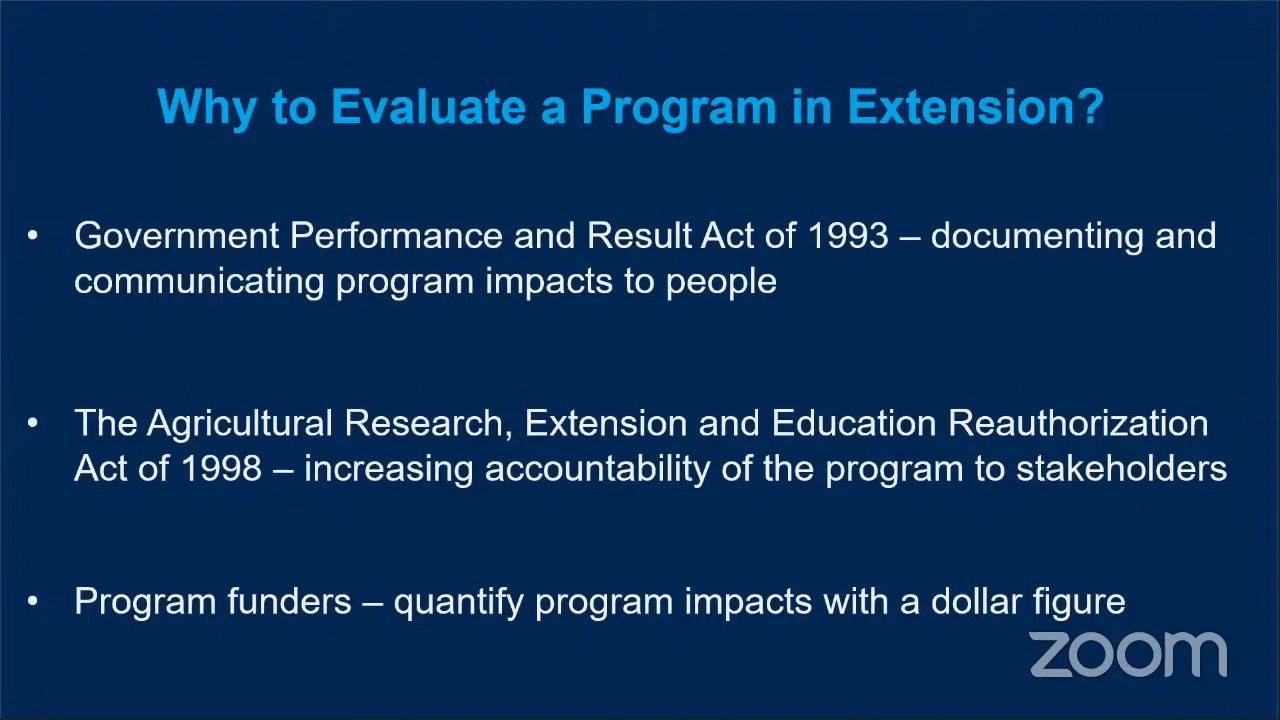 Why to Evaluate a Program in Extension?
• Government Performance and Result Act of 1993 – documenting and
communicating program impacts to people
• The Agricultural Research, Extension and Education Reauthorization
Act of 1998 – increasing accountability of the program to stakeholders
• Program funders – quantify program impacts with a dollar figure
zoom